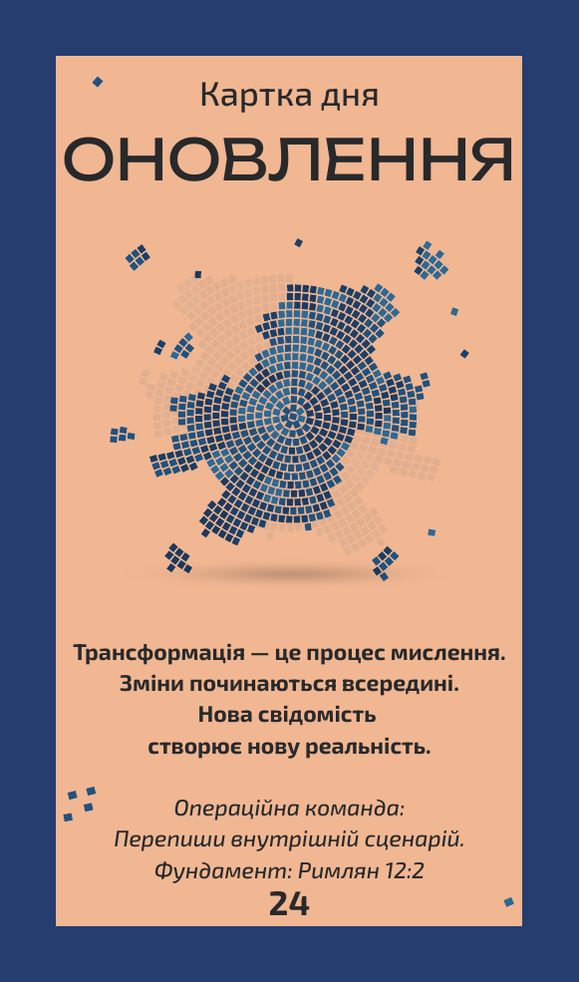 Картка дня
ОНОВЛЕННЯ
Трансформація — це процес мислення.
Зміни починаються всередині.
Нова свідомість
створює нову реальність.
Операційна команда:
Перепиши внутрішній сценарій.
Фундамент: Римлян 12:2
24